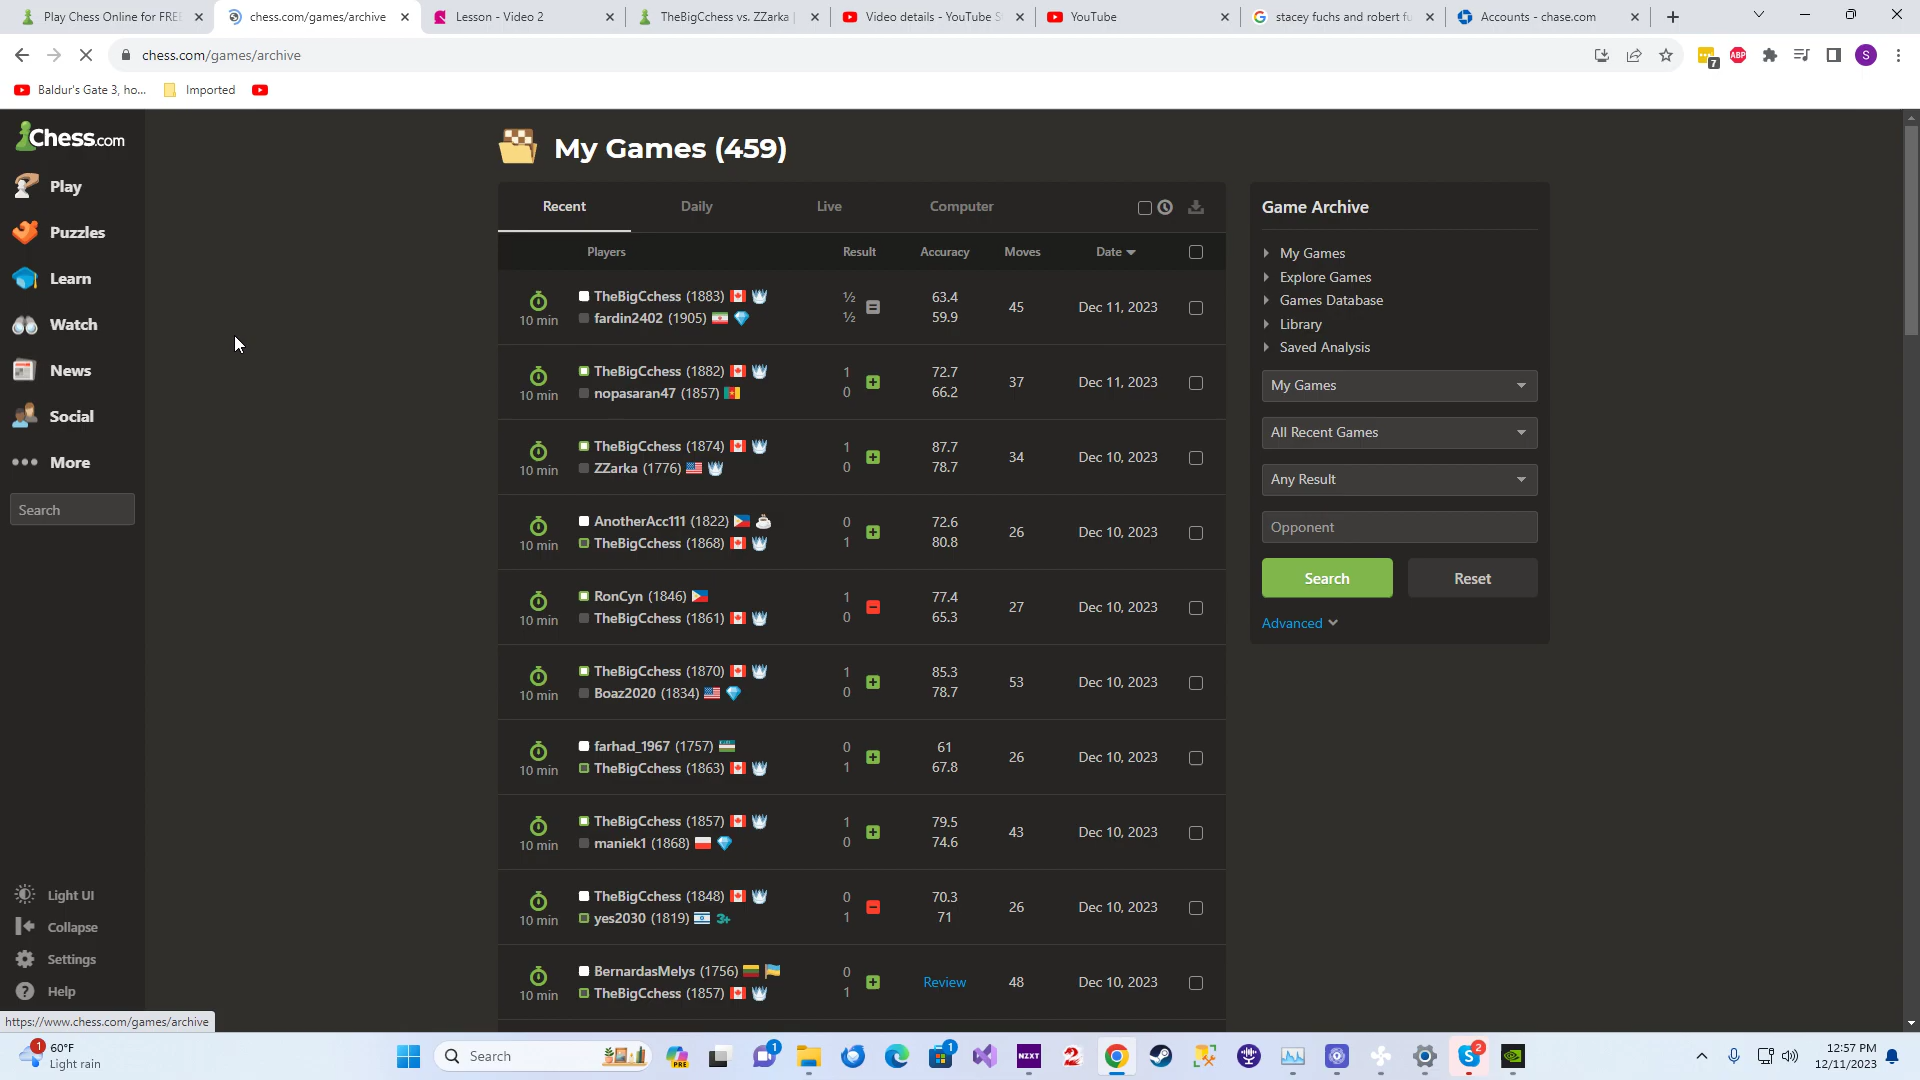 Play Chess Online for FREE
chess.com/games/archive
Lesson - Video 2
TheBigCchess vs. ZZarka |
Video details - YouTube S
YouTube
stacey fuchs and robert fu
Accounts - chase.com
chess.com/games/archive
7
ABP
S
Baldur's Gate 3, ho...
Imported
Chess.com
Play
Puzzles
Learn
Watch
News
Social
More
Search
Light UI
Collapse
Settings
Help
https://www.chess.com/games/archive
My Games (459)
Recent
Daily
Live
Computer
Players
Result
Accuracy
Moves
Date
10 min
TheBigCchess (1883)
fardin2402 (1905)
½
½
63.4
59.9
45
Dec 11, 2023
10 min
TheBigCchess (1882)
nopasaran47 (1857)
1
0
72.7
66.2
37
Dec 11, 2023
10 min
TheBigCchess (1874)
ZZarka (1776)
1
0
87.7
78.7
34
Dec 10, 2023
10 min
AnotherAcc111 (1822)
TheBigCchess (1868)
0
1
72.6
80.8
26
Dec 10, 2023
10 min
RonCyn (1846)
TheBigCchess (1861)
1
0
77.4
65.3
27
Dec 10, 2023
10 min
TheBigCchess (1870)
Boaz2020 (1834)
1
0
85.3
78.7
53
Dec 10, 2023
10 min
farhad_1967 (1757)
TheBigCchess (1863)
0
1
61
67.8
26
Dec 10, 2023
10 min
TheBigCchess (1857)
maniek1 (1868)
1
0
79.5
74.6
43
Dec 10, 2023
10 min
TheBigCchess (1848)
yes2030 (1819)
3+
0
1
70.3
71
26
Dec 10, 2023
10 min
BernardasMelys (1756)
TheBigCchess (1857)
0
1
Review
48
Dec 10, 2023
Game Archive
My Games
Explore Games
Games Database
Library
Saved Analysis
My Games
All Recent Games
Any Result
Opponent
Search
Reset
Advanced
1
60°F
Light rain
Search
PRE
1
1
NZXT
2
2
12:57 PM
12/11/2023